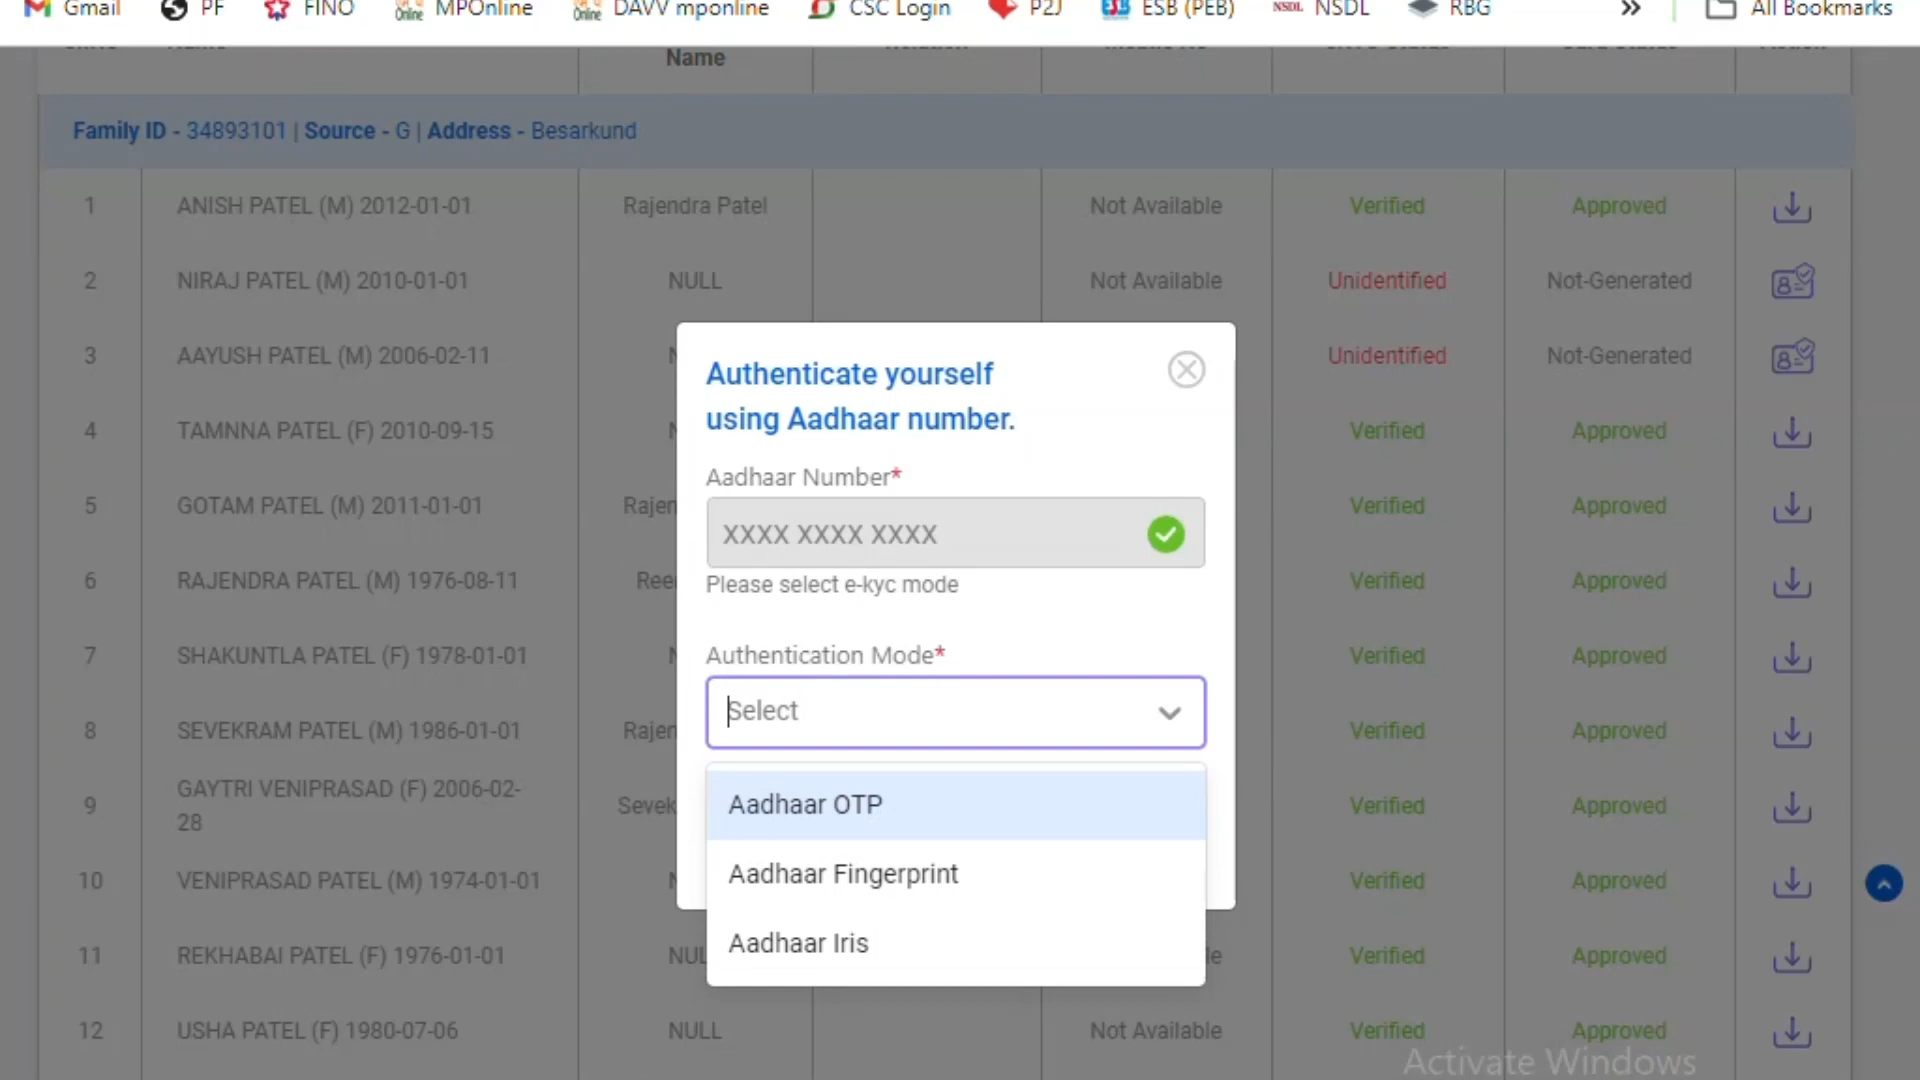 Gmail PF FINO MPOnline DAVV mponline CSC Login P2J ESB (PEB) NSDL NSDL RBG » All Bookmarks
Name
Family ID - 34893101 | Source - G | Address - Besarkund
1 ANISH PATEL (M) 2012-01-01 Rajendra Patel Not Available Verified Approved
2 NIRAJ PATEL (M) 2010-01-01 NULL Not Available Unidentified Not-Generated
3 AAYUSH PATEL (M) 2006-02-11 Unidentified Not-Generated
4 TAMNNA PATEL (F) 2010-09-15 Verified Approved
5 GOTAM PATEL (M) 2011-01-01 Rajen Verified Approved
6 RAJENDRA PATEL (M) 1976-08-11 Ree Verified Approved
7 SHAKUNTLA PATEL (F) 1978-01-01 Verified Approved
8 SEVEKRAM PATEL (M) 1986-01-01 Rajen Verified Approved
9 GAYTRI VENIPRASAD (F) 2006-02-
28 Sevek Verified Approved
10 VENIPRASAD PATEL (M) 1974-01-01 Verified Approved
11 REKHABAI PATEL (F) 1976-01-01 NUL le Verified Approved
12 USHA PATEL (F) 1980-07-06 NULL Not Available Verified Approved
Authenticate yourself
using Aadhaar number.
Aadhaar Number*
XXXX XXXX XXXX
Please select e-kyc mode
Authentication Mode*
Select
Aadhaar OTP
Aadhaar Fingerprint
Aadhaar Iris
Activate Windows